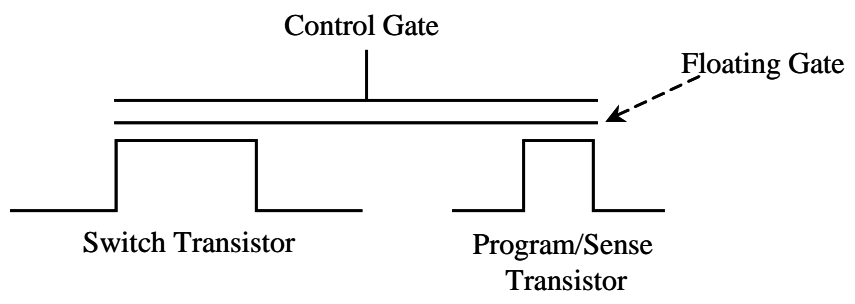 Control Gate
Floating Gate
Switch Transistor
Program/Sense
Transistor